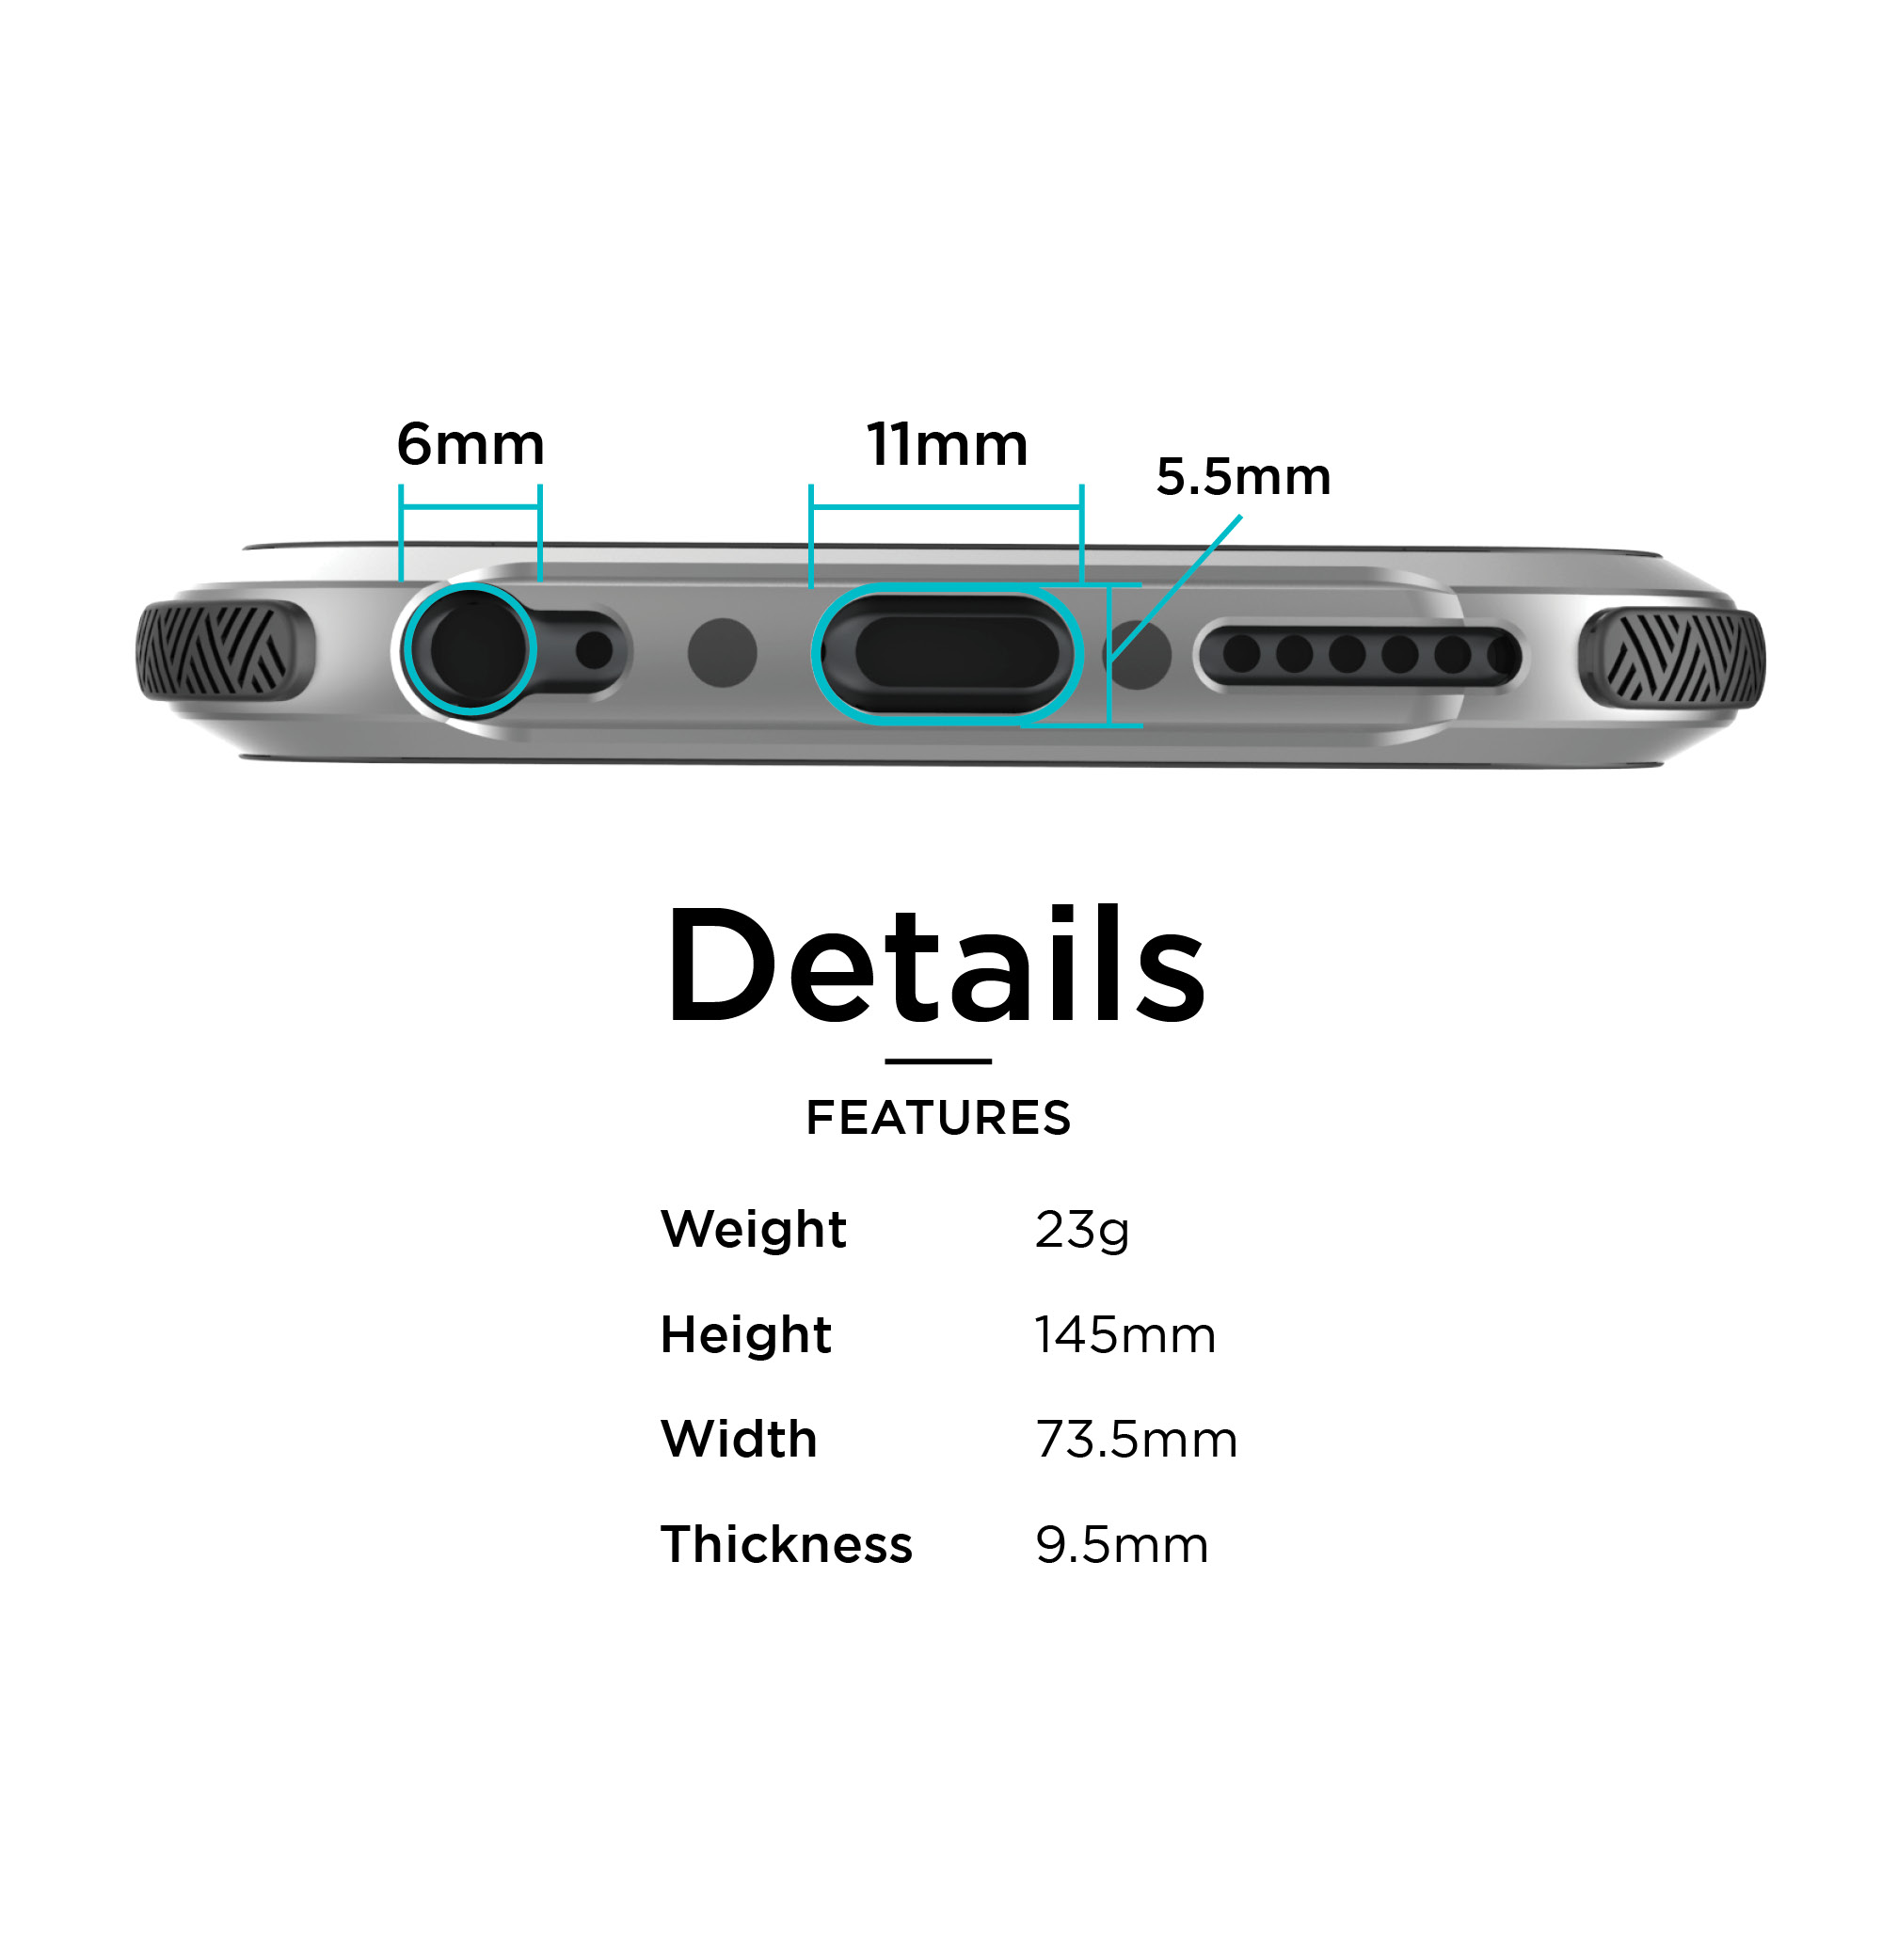 6mm
11mm
5.5mm
Details
FEATURES
Weight 23g
Height 145mm
Width 73.5mm
Thickness 9.5mm